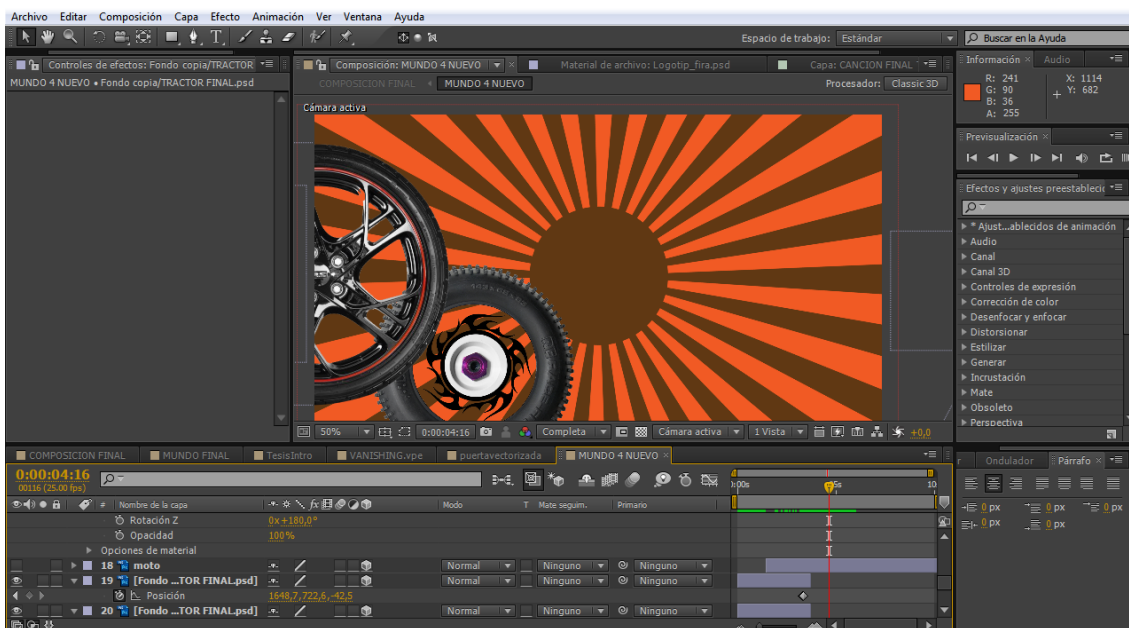 Archivo Editar Composición Capa Efecto Animación Ver Ventana Ayuda
Espacio de trabajo: Estándar Buscar en la Ayuda
Controles de efectos: Fondo copia/TRACTOR
MUNDO 4 NUEVO • Fondo copia/TRACTOR FINAL.psd
Composición: MUNDO 4 NUEVO Material de archivo: Logotip_fira.psd Capa: CANCION FINAL
COMPOSICION FINAL MUNDO 4 NUEVO Procesador: Classic 3D
Cámara activa
50% 0:00:04:16 Completa Cámara activa 1 Vista +0,0
Información Audio
R: 241 X: 1114
G: 90 Y: 682
B: 36
A: 255
Previsualización
Efectos y ajustes preestableci
* Ajust...ablecidos de animación
Audio
Canal
Canal 3D
Controles de expresión
Corrección de color
Desenfocar y enfocar
Distorsionar
Estilizar
Generar
Incrustación
Mate
Obsoleto
Perspectiva
COMPOSICION FINAL MUNDO FINAL TesisIntro VANISHING.vpe puertavectorizada MUNDO 4 NUEVO
0:00:04:16
00116 (25.00 fps)
# Nombre de la capa Modo T Mate seguim. Primario
Rotación Z 0x+180,0°
Opacidad 100%
Opciones de material
18 moto Normal Ninguno Ninguno
19 [Fondo ...TOR FINAL.psd] Normal Ninguno Ninguno
Posición 1648,7,722,6,-42,5
20 [Fondo ...TOR FINAL.psd] Normal Ninguno Ninguno
):00s 5s 10
r Ondulador Párrafo
0 px 0 px 0 px
0 px 0 px